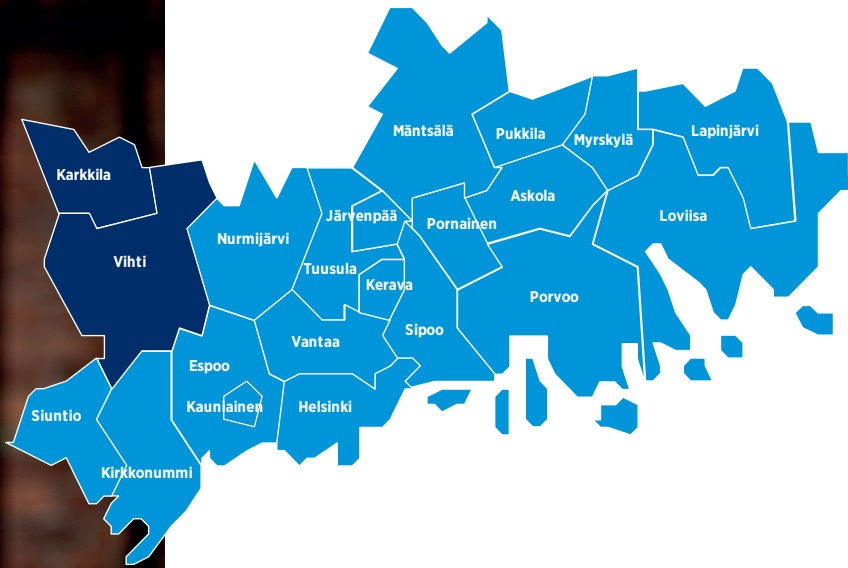 Mäntsälä
Pukkila
Myrskylä
Lapinjärvi
Karkkila
Askola
Järvenpää
Pornainen
Loviisa
Nurmijärvi
Vihti
Tuusula
Kerava
Porvoo
Sipoo
Vantaa
Espoo
Kauniainen
Helsinki
Siuntio
Kirkkonummi